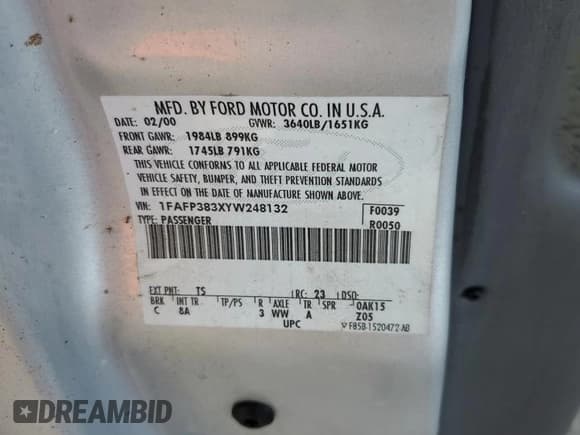 MFD. BY FORD MOTOR CO. IN U.S.A.
DATE: 02/00 GVWR: 3640LB/1651KG
FRONT GAWR: 1984LB 899KG
REAR GAWR: 1745LB 791KG
THIS VEHICLE CONFORMS TO ALL APPLICABLE FEDERAL MOTOR
VEHICLE SAFETY, BUMPER, AND THEFT PREVENTION STANDARDS
IN EFFECT ON THE DATE OF MANUFACTURE SHOWN ABOVE.
VIN: 1FAFP383XYW248132 F0039
TYPE: PASSENGER R0050
EXT PNT: TS RC: 23 DSO:
BRK INT TR TP/PS R AXLE TR SPR 0AK15
C 8A 3 WW A Z05
UPC F85B-1520472-AB
DREAMBID